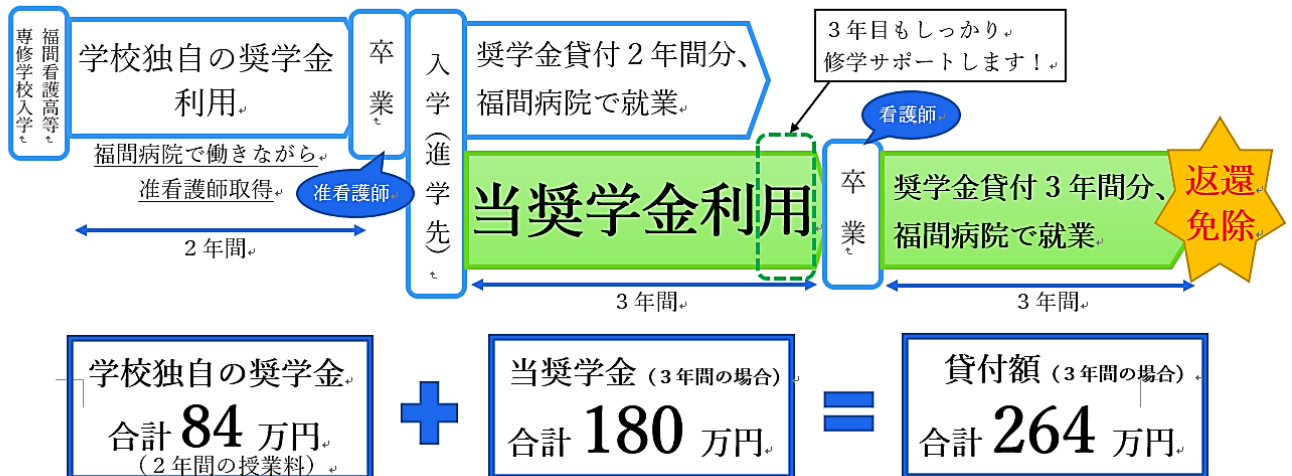 福間看護高等
専修学校入学
学校独自の奨学金
利用
福間病院で働きながら
准看護師取得
２年間
卒業
准看護師
入学（進学先）
奨学金貸付２年間分、
福間病院で就業
３年目もしっかり
修学サポートします！
当奨学金利用
３年間
看護師
卒業
奨学金貸付３年間分、
福間病院で就業
３年間
返還
免除
学校独自の奨学金
合計 84 万円
（２年間の授業料）
当奨学金（３年間の場合）
合計 180 万円
貸付額（３年間の場合）
合計 264 万円